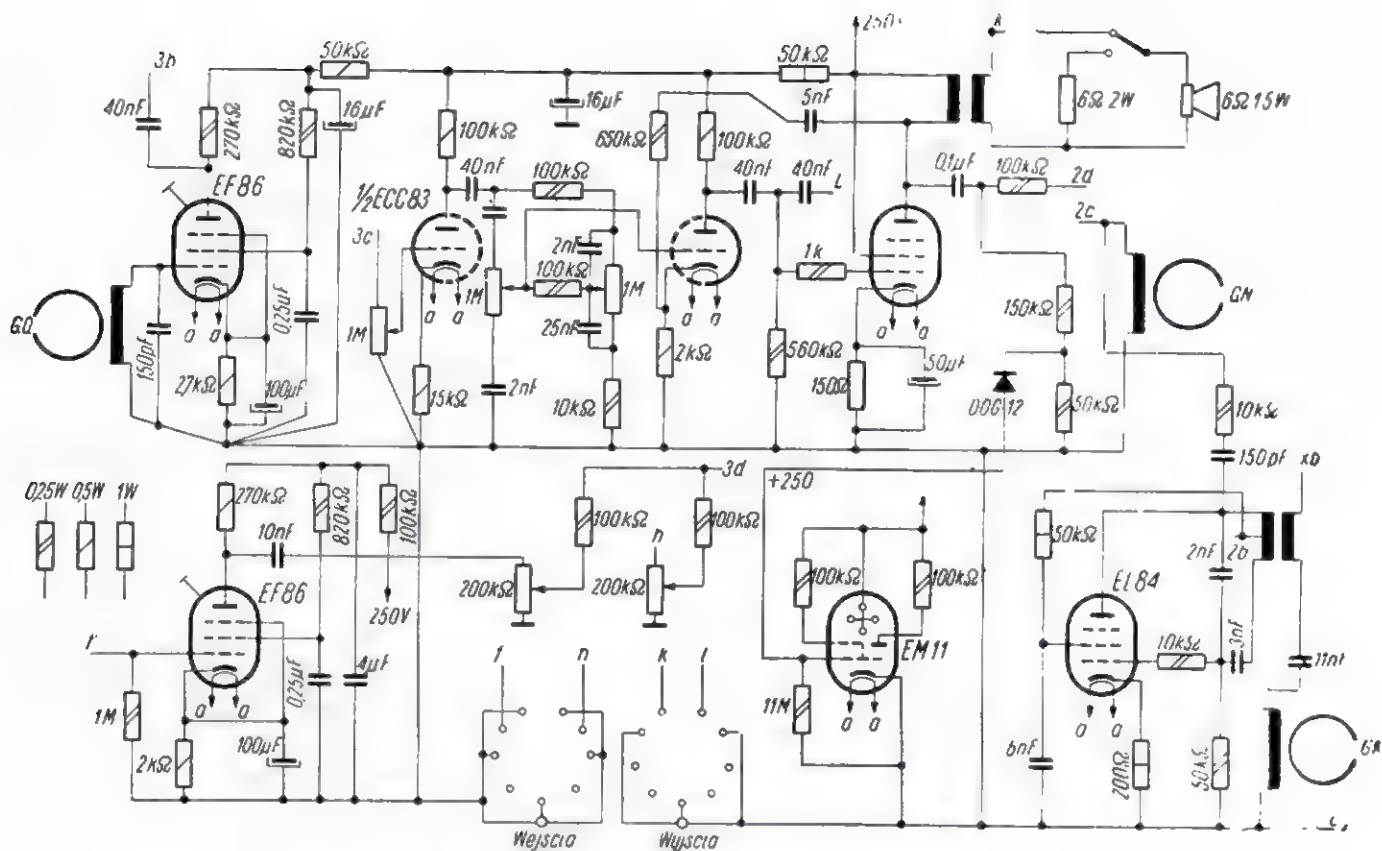 3b
40nF
270kΩ
50kΩ
820kΩ
16µF
EF86
GO
150pF
27kΩ
100µF
0,25µF
100kΩ
16µF
½ECC83
3c
1M
15kΩ
40nF
1M
2nF
100kΩ
2nF
100kΩ
25nF
1M
10kΩ
650kΩ
100kΩ
2kΩ
50kΩ
5nF
40nF
40nF
L
1k
560kΩ
150Ω
50µF
k
6Ω 2W
6Ω 1.5W
0,1µF
100kΩ
2a
2c
150kΩ
50kΩ
GN
a a
a a
a a
a a
10kΩ
150pF
xb
0,25W 0,5W 1W
270kΩ
10nF
820kΩ
100kΩ
250V
EF86
1M
2kΩ
100µF
0,25µF
4µF
a a
200kΩ
100kΩ
3d
n
200kΩ
100kΩ
f n k l
Wejścia
Wyjścia
+250
100kΩ
100kΩ
EM11
11M
a a
50kΩ
2nF
2b
EL84
10kΩ
3nF
11nF
6nF
200Ω
50kΩ
a a